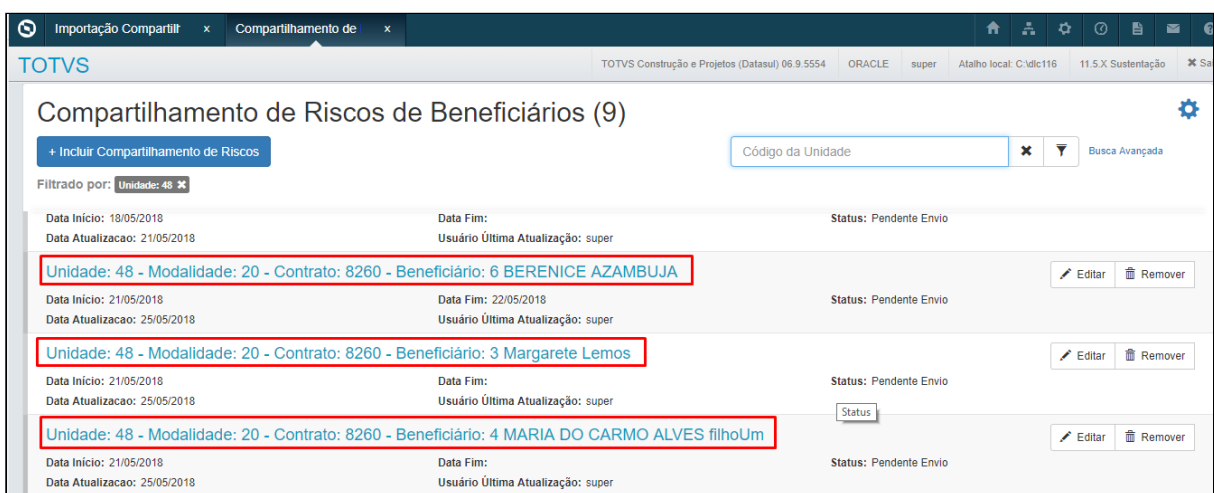 Importação Compartilh x Compartilhamento de x
TOTVS TOTVS Construção e Projetos (Datasul) 06.9.5554 ORACLE super Atalho local: C:\dlc116 11.5.X Sustentação
Compartilhamento de Riscos de Beneficiários (9)
+ Incluir Compartilhamento de Riscos Código da Unidade Busca Avançada
Filtrado por: Unidade: 48
Data Início: 18/05/2018 Data Fim: Status: Pendente Envio
Data Atualizacao: 21/05/2018 Usuário Última Atualização: super
Unidade: 48 - Modalidade: 20 - Contrato: 8260 - Beneficiário: 6 BERENICE AZAMBUJA Editar Remover
Data Início: 21/05/2018 Data Fim: 22/05/2018 Status: Pendente Envio
Data Atualizacao: 25/05/2018 Usuário Última Atualização: super
Unidade: 48 - Modalidade: 20 - Contrato: 8260 - Beneficiário: 3 Margarete Lemos Editar Remover
Data Início: 21/05/2018 Data Fim: Status: Pendente Envio
Data Atualizacao: 25/05/2018 Usuário Última Atualização: super
Status
Unidade: 48 - Modalidade: 20 - Contrato: 8260 - Beneficiário: 4 MARIA DO CARMO ALVES filhoUm Editar Remover
Data Início: 21/05/2018 Data Fim: Status: Pendente Envio
Data Atualizacao: 25/05/2018 Usuário Última Atualização: super